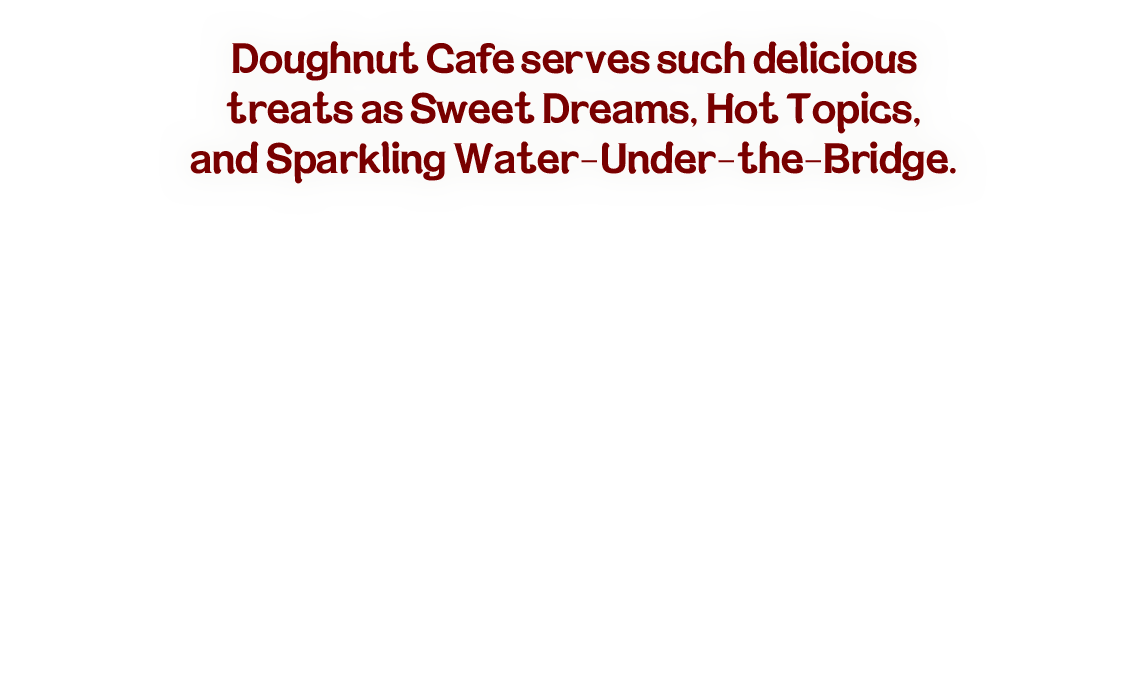 Doughnut Cafe serves such delicious
treats as Sweet Dreams, Hot Topics,
and Sparkling Water-Under-the-Bridge.